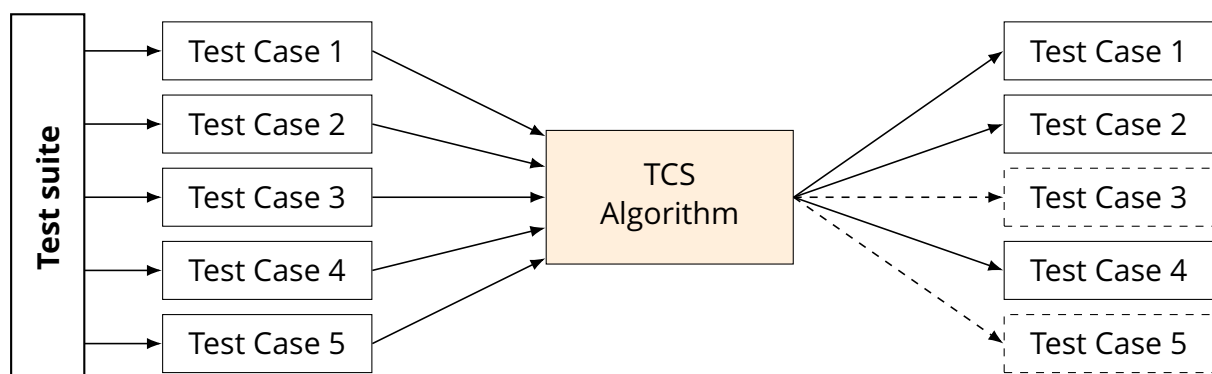 Test suite
Test Case 1
Test Case 2
Test Case 3
Test Case 4
Test Case 5
TCS
Algorithm
Test Case 1
Test Case 2
Test Case 3
Test Case 4
Test Case 5